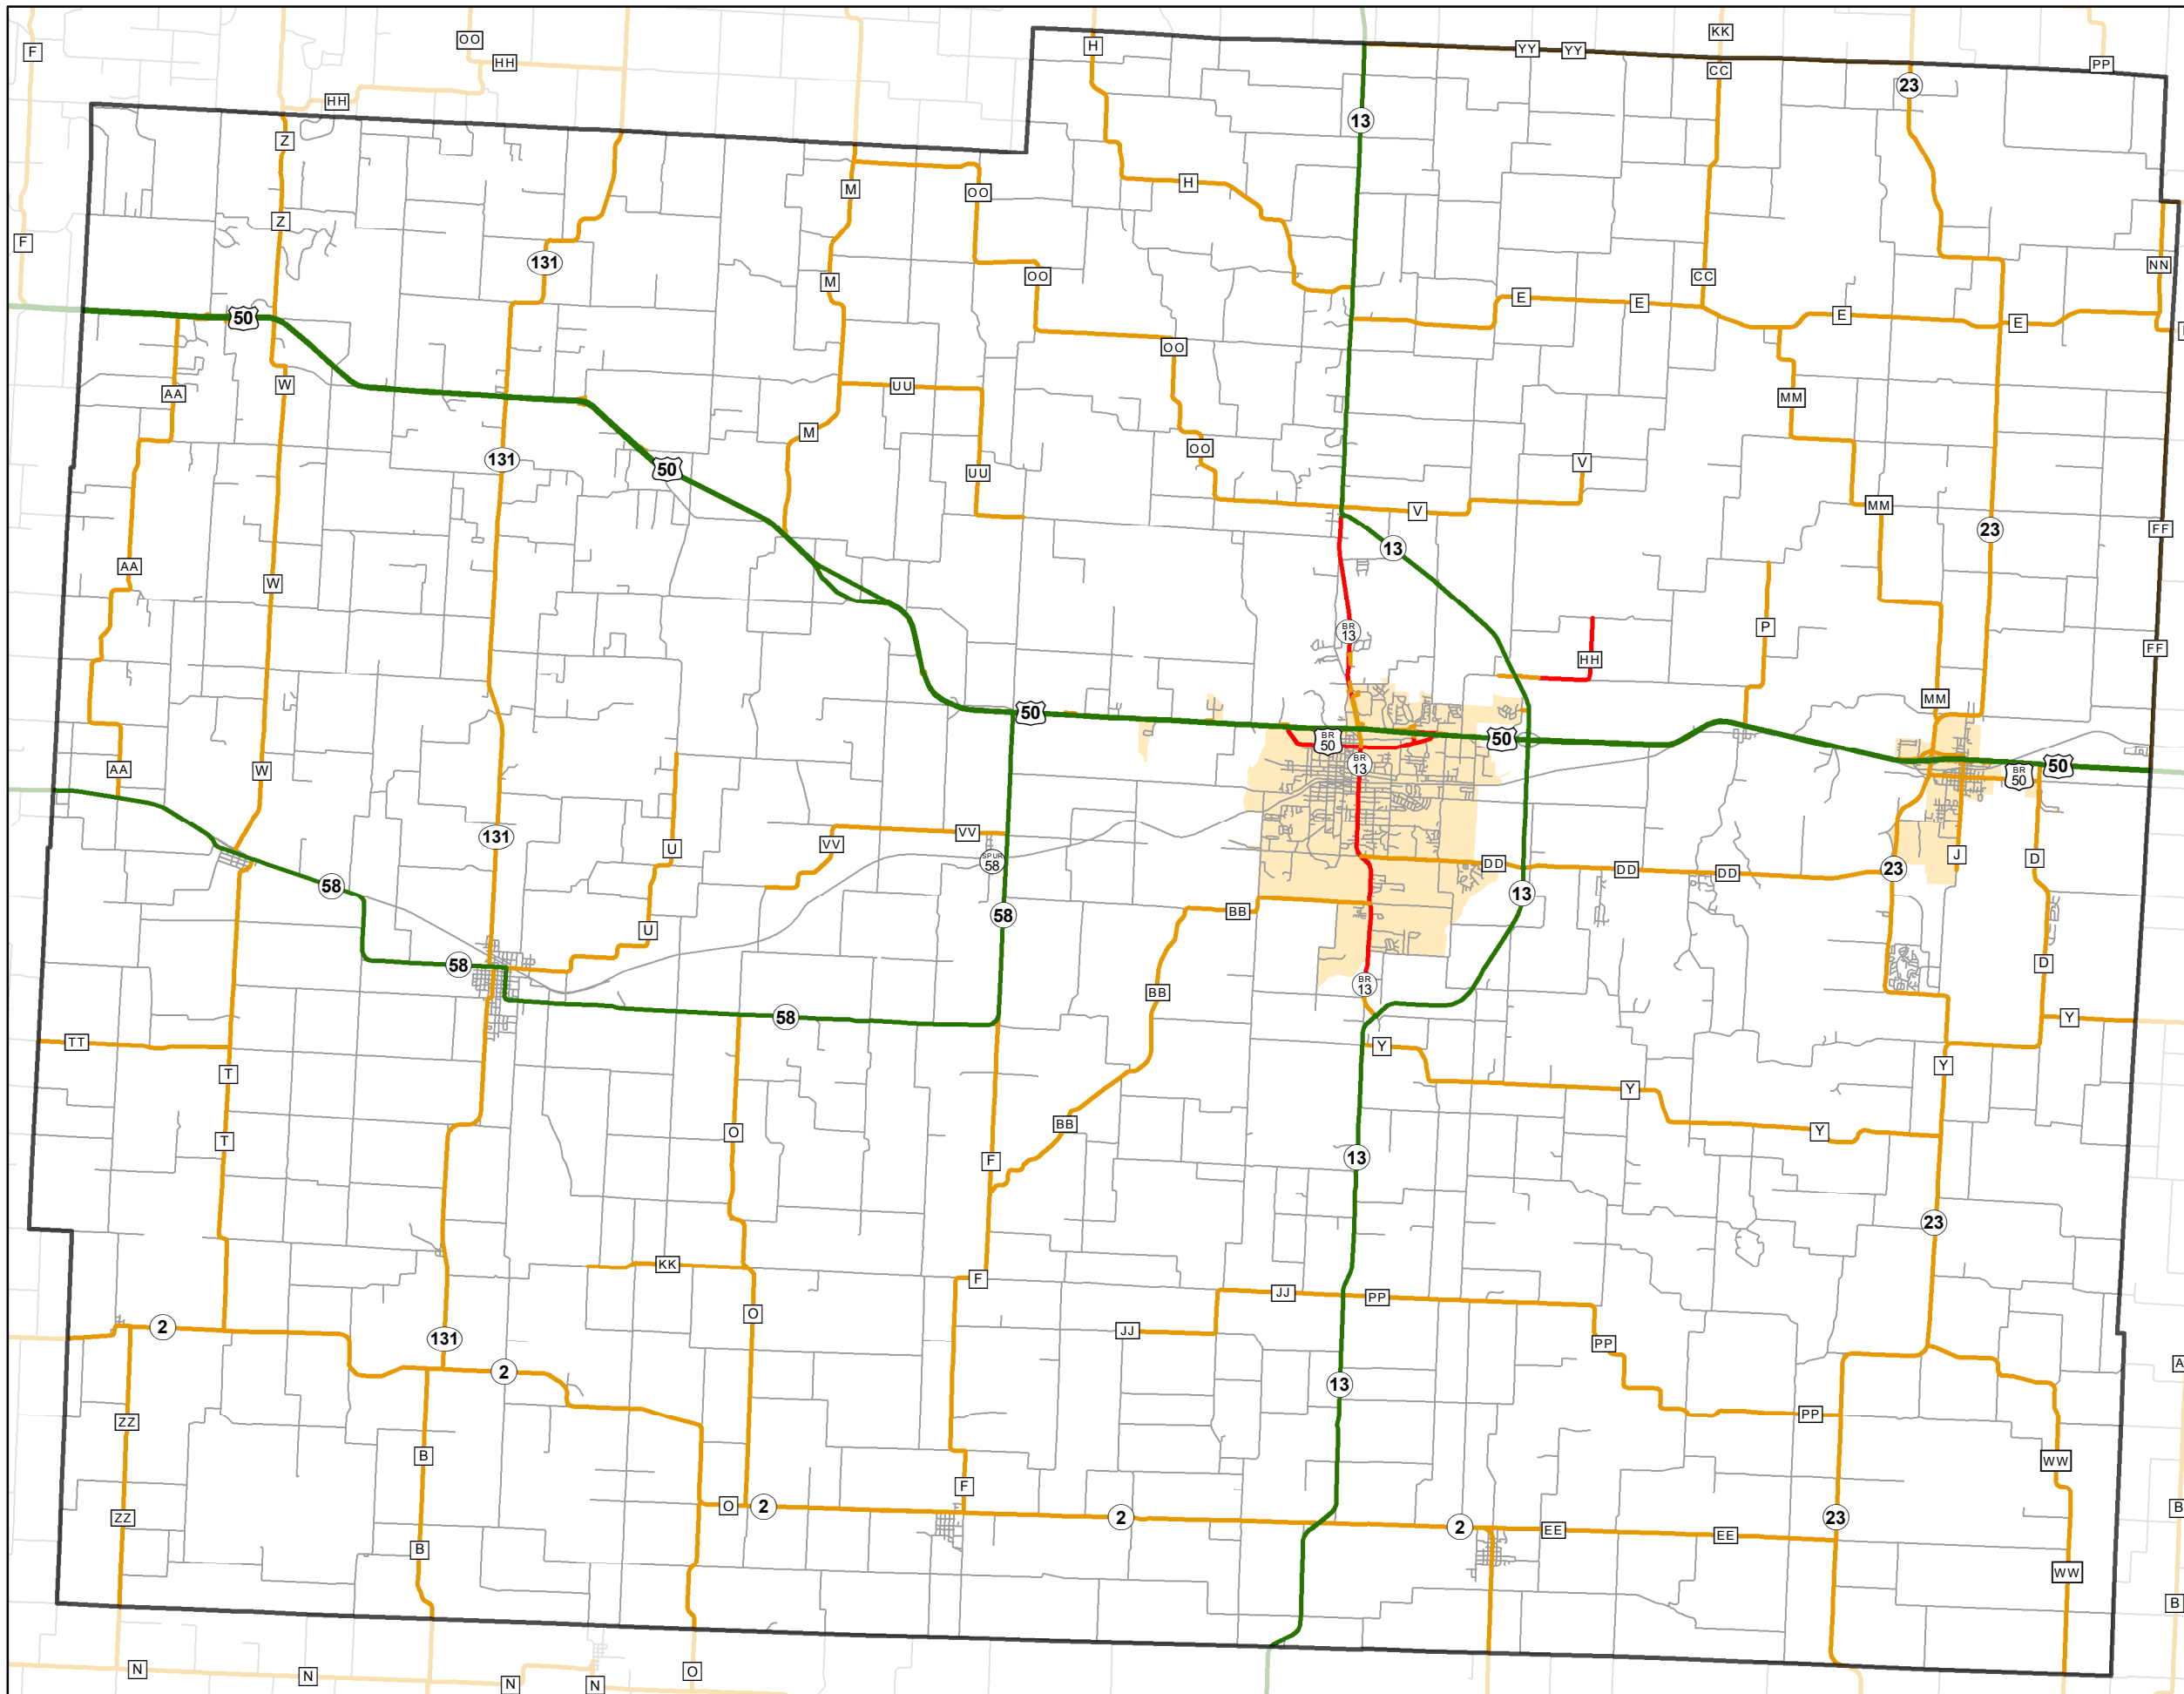 F
OO
HH
HH
H
YY
YY
KK
CC
PP
23
13
Z
M
OO
H
Z
F
131
M
OO
CC
NN
E
E
E
E
50
OO
W
AA
UU
MM
M
OO
131
50
UU
V
V
MM
23
FF
13
AA
W
BR
13
P
HH
FF
MM
50
BR
50
50
BR
13
AA
W
BR
50
50
131
VV
VV
U
SPUR
58
DD
DD
DD
23
J
D
58
13
BB
58
U
58
D
BR
13
BB
58
Y
TT
Y
Y
T
Y
BB
O
Y
T
13
F
23
KK
F
JJ
PP
O
2
JJ
131
PP
A
2
13
ZZ
PP
B
WW
F
O
2
2
2
EE
EE
23
B
ZZ
B
WW
B
N
N
N
N
O